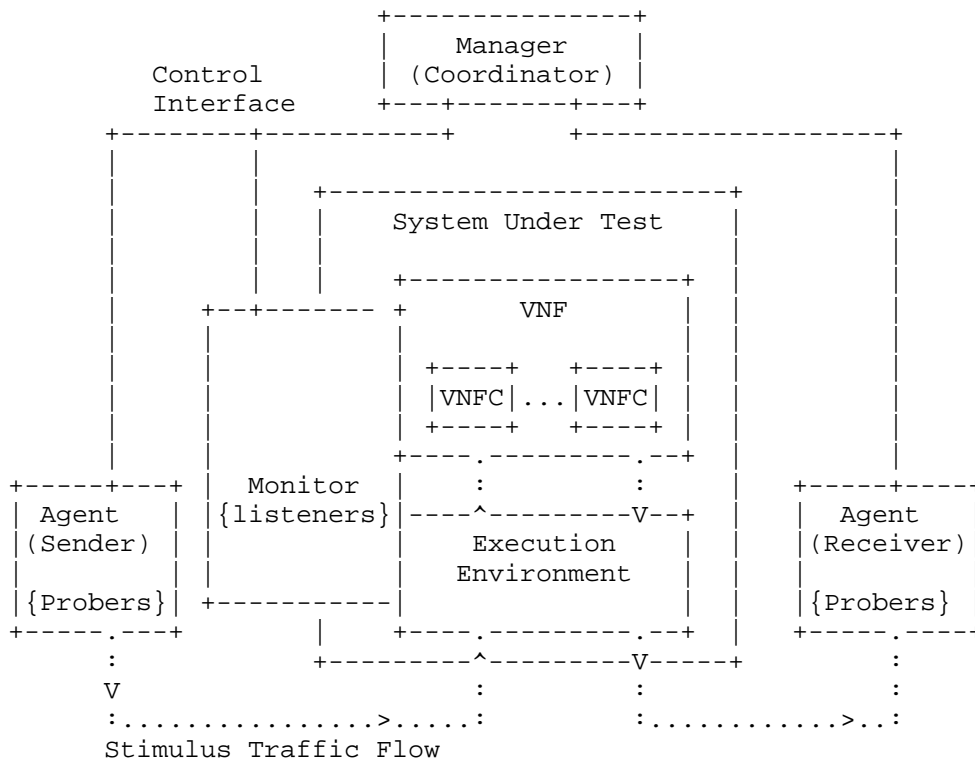 Manager
Control (Coordinator)
Interface
System Under Test
VNF
VNFC ... VNFC
Monitor
Agent {listeners} Agent
(Sender) Execution (Receiver)
Environment
{Probers} {Probers}
Stimulus Traffic Flow